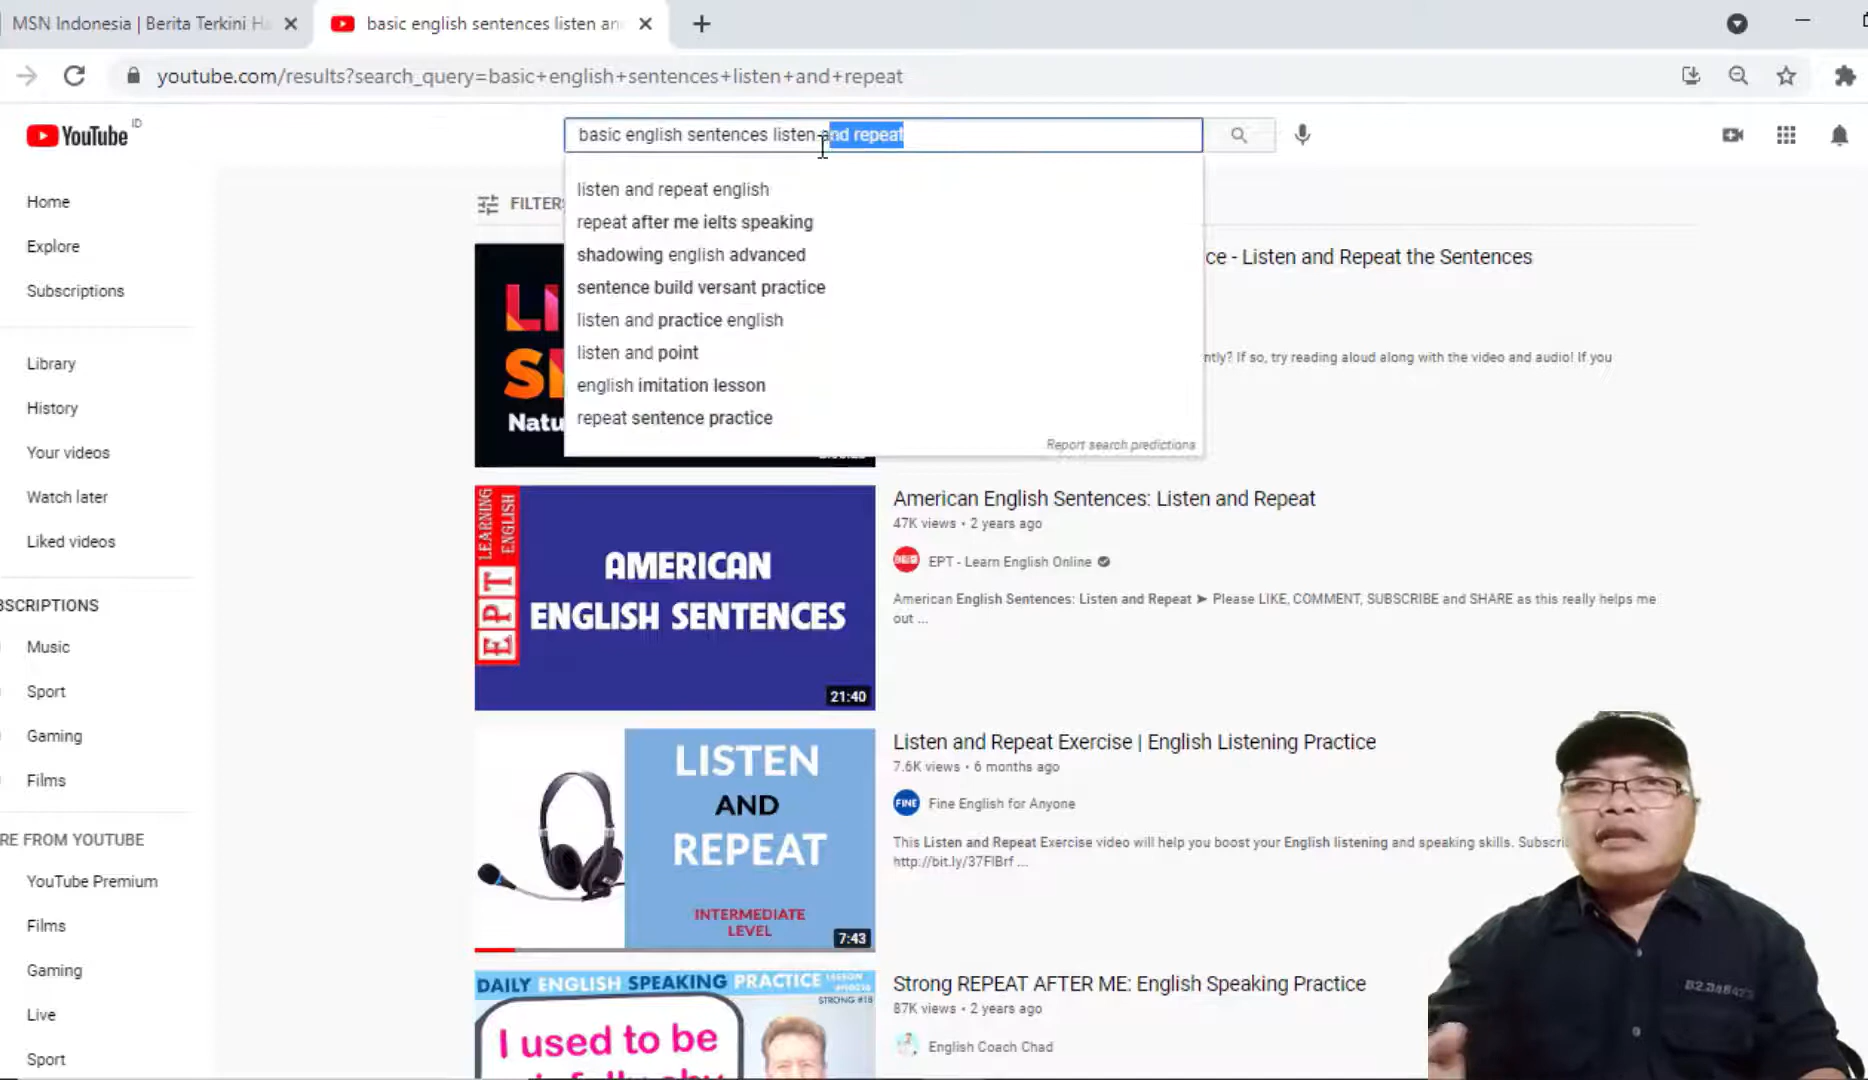 MSN Indonesia | Berita Terkini Ha
basic english sentences listen an
youtube.com/results?search_query=basic+english+sentences+listen+and+repeat
YouTube ID
basic english sentences listen and repeat
listen and repeat english
repeat after me ielts speaking
shadowing english advanced
sentence build versant practice
listen and practice english
listen and point
english imitation lesson
repeat sentence practice
Report search predictions
Home
Explore
Subscriptions
Library
History
Your videos
Watch later
Liked videos
BSCRIPTIONS
Music
Sport
Gaming
Films
RE FROM YOUTUBE
YouTube Premium
Films
Gaming
Live
Sport
FILTERS
LI
Natu
ce - Listen and Repeat the Sentences
ntly? If so, try reading aloud along with the video and audio! If you
LEARNING ENGLISH
EPT
AMERICAN
ENGLISH SENTENCES
21:40
American English Sentences: Listen and Repeat
47K views • 2 years ago
EPT - Learn English Online
American English Sentences: Listen and Repeat ➤ Please LIKE, COMMENT, SUBSCRIBE and SHARE as this really helps me
out ...
LISTEN
AND
REPEAT
INTERMEDIATE
LEVEL
7:43
Listen and Repeat Exercise | English Listening Practice
7.6K views • 6 months ago
FINE
Fine English for Anyone
This Listen and Repeat Exercise video will help you boost your English listening and speaking skills. Subscri
http://bit.ly/37FlBrf ...
DAILY ENGLISH SPEAKING PRACTICE
STRONG #18
I used to be
Strong REPEAT AFTER ME: English Speaking Practice
87K views • 2 years ago
English Coach Chad